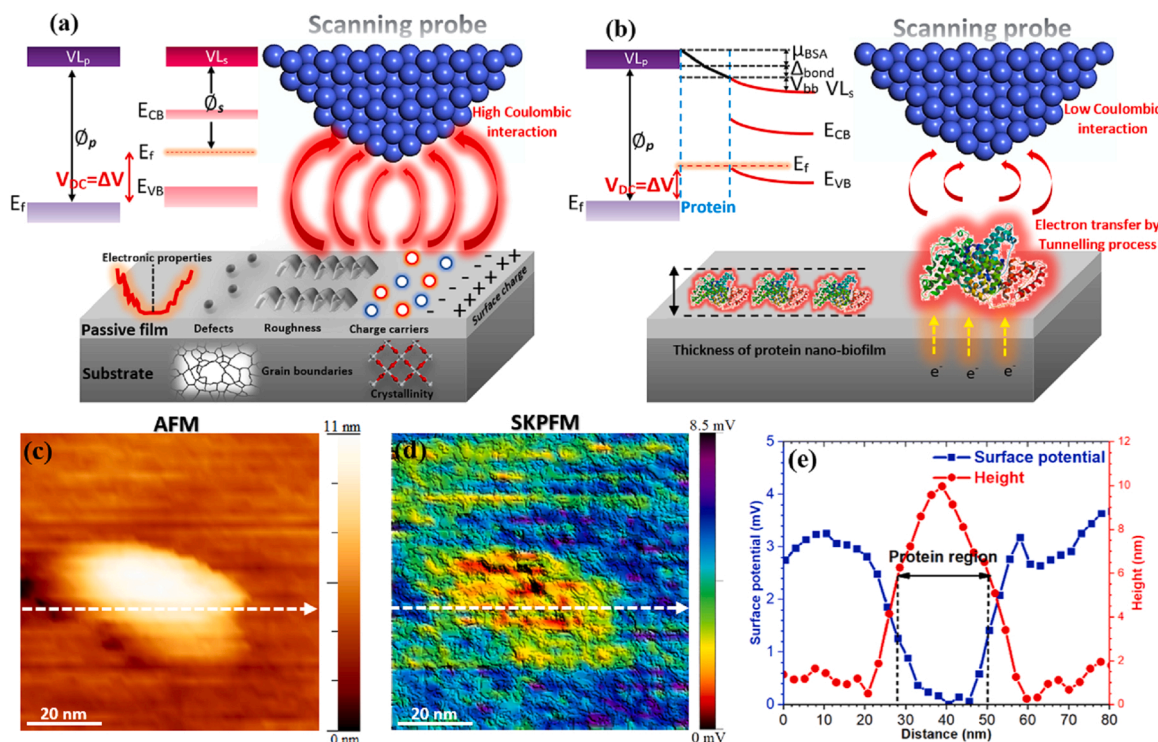 (a)
Scanning probe
VLp
VLs
Øs
ECB
Øp
Ef
VDC=ΔV
EVB
Ef
High Coulombic
interaction
Electronic properties
Passive film
Defects
Roughness
Charge carriers
Surface charge
- - - - -
+ + + + + +
Substrate
Grain boundaries
Crystallinity
(b)
Scanning probe
VLp
μBSA
Δbond
Vbb VLs
ECB
Øp
Ef
VDC=ΔV
EVB
Ef
Protein
Low Coulombic
interaction
Electron transfer by
Tunnelling process
Thickness of protein nano-biofilm
e- e- e-
AFM
(c)
11 nm
20 nm
0 nm
SKPFM
(d)
8.5 mV
20 nm
0 mV
(e)
Surface potential
Height
Protein region
Surface potential (mV)
5
4
3
2
1
0
Height (nm)
12
10
8
6
4
2
0
0 10 20 30 40 50 60 70 80
Distance (nm)